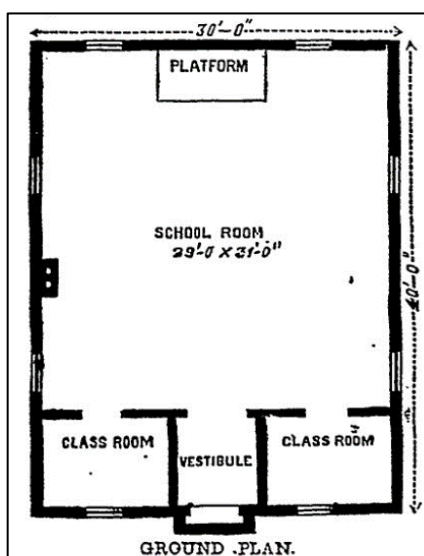 30'-0"
PLATFORM
SCHOOL ROOM
29'-0 X 31'-0"
40'-0"
CLASS ROOM
VESTIBULE
CLASS ROOM
GROUND PLAN.